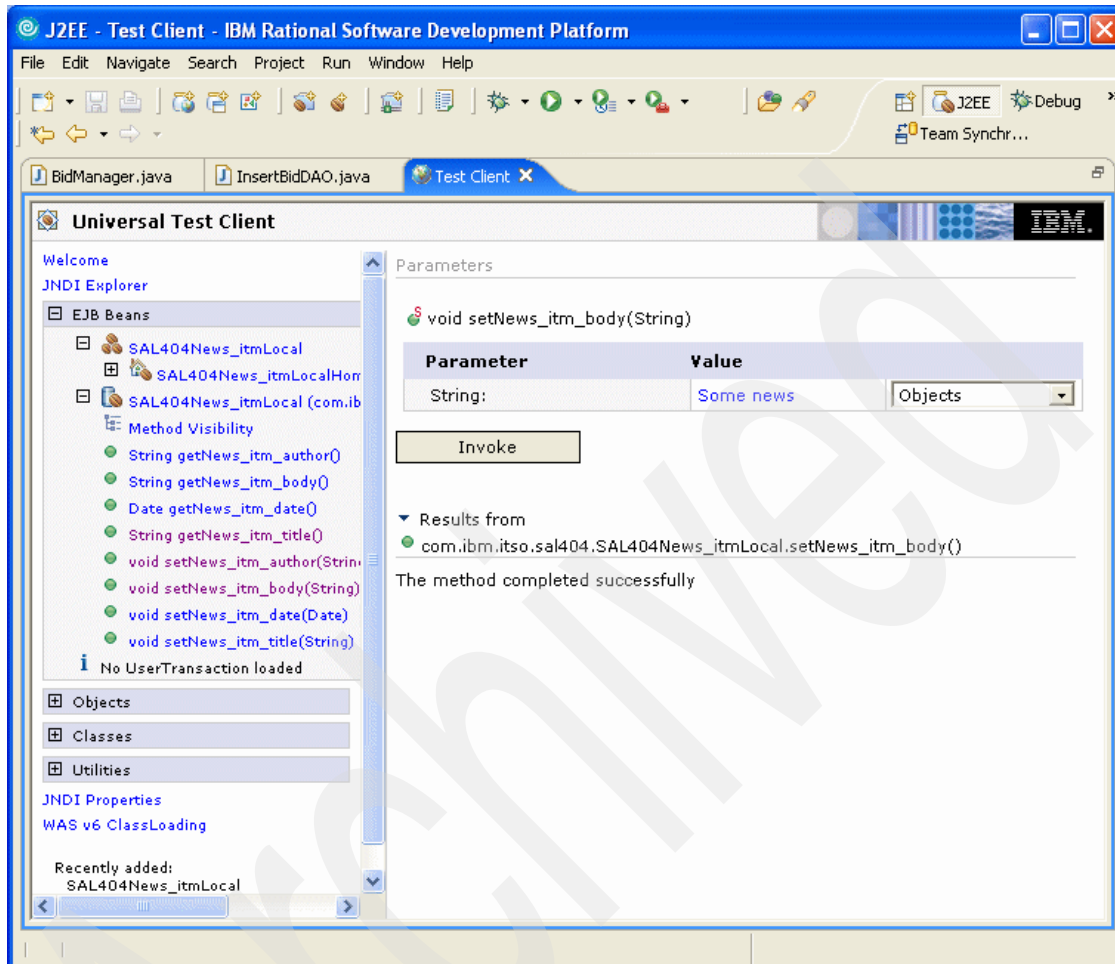 J2EE - Test Client - IBM Rational Software Development Platform
File Edit Navigate Search Project Run Window Help
J2EE Debug
Team Synchr...
BidManager.java InsertBidDAO.java Test Client
Universal Test Client IBM.
Welcome
JNDI Explorer
EJB Beans
SAL404News_itmLocal
SAL404News_itmLocalHom
SAL404News_itmLocal (com.ib
Method Visibility
String getNews_itm_author()
String getNews_itm_body()
Date getNews_itm_date()
String getNews_itm_title()
void setNews_itm_author(Strin
void setNews_itm_body(String)
void setNews_itm_date(Date)
void setNews_itm_title(String)
No UserTransaction loaded
Objects
Classes
Utilities
JNDI Properties
WAS v6 ClassLoading
Recently added:
SAL404News_itmLocal
Parameters
void setNews_itm_body(String)
Parameter Value
String: Some news Objects
Invoke
Results from
com.ibm.itso.sal404.SAL404News_itmLocal.setNews_itm_body()
The method completed successfully
Archived